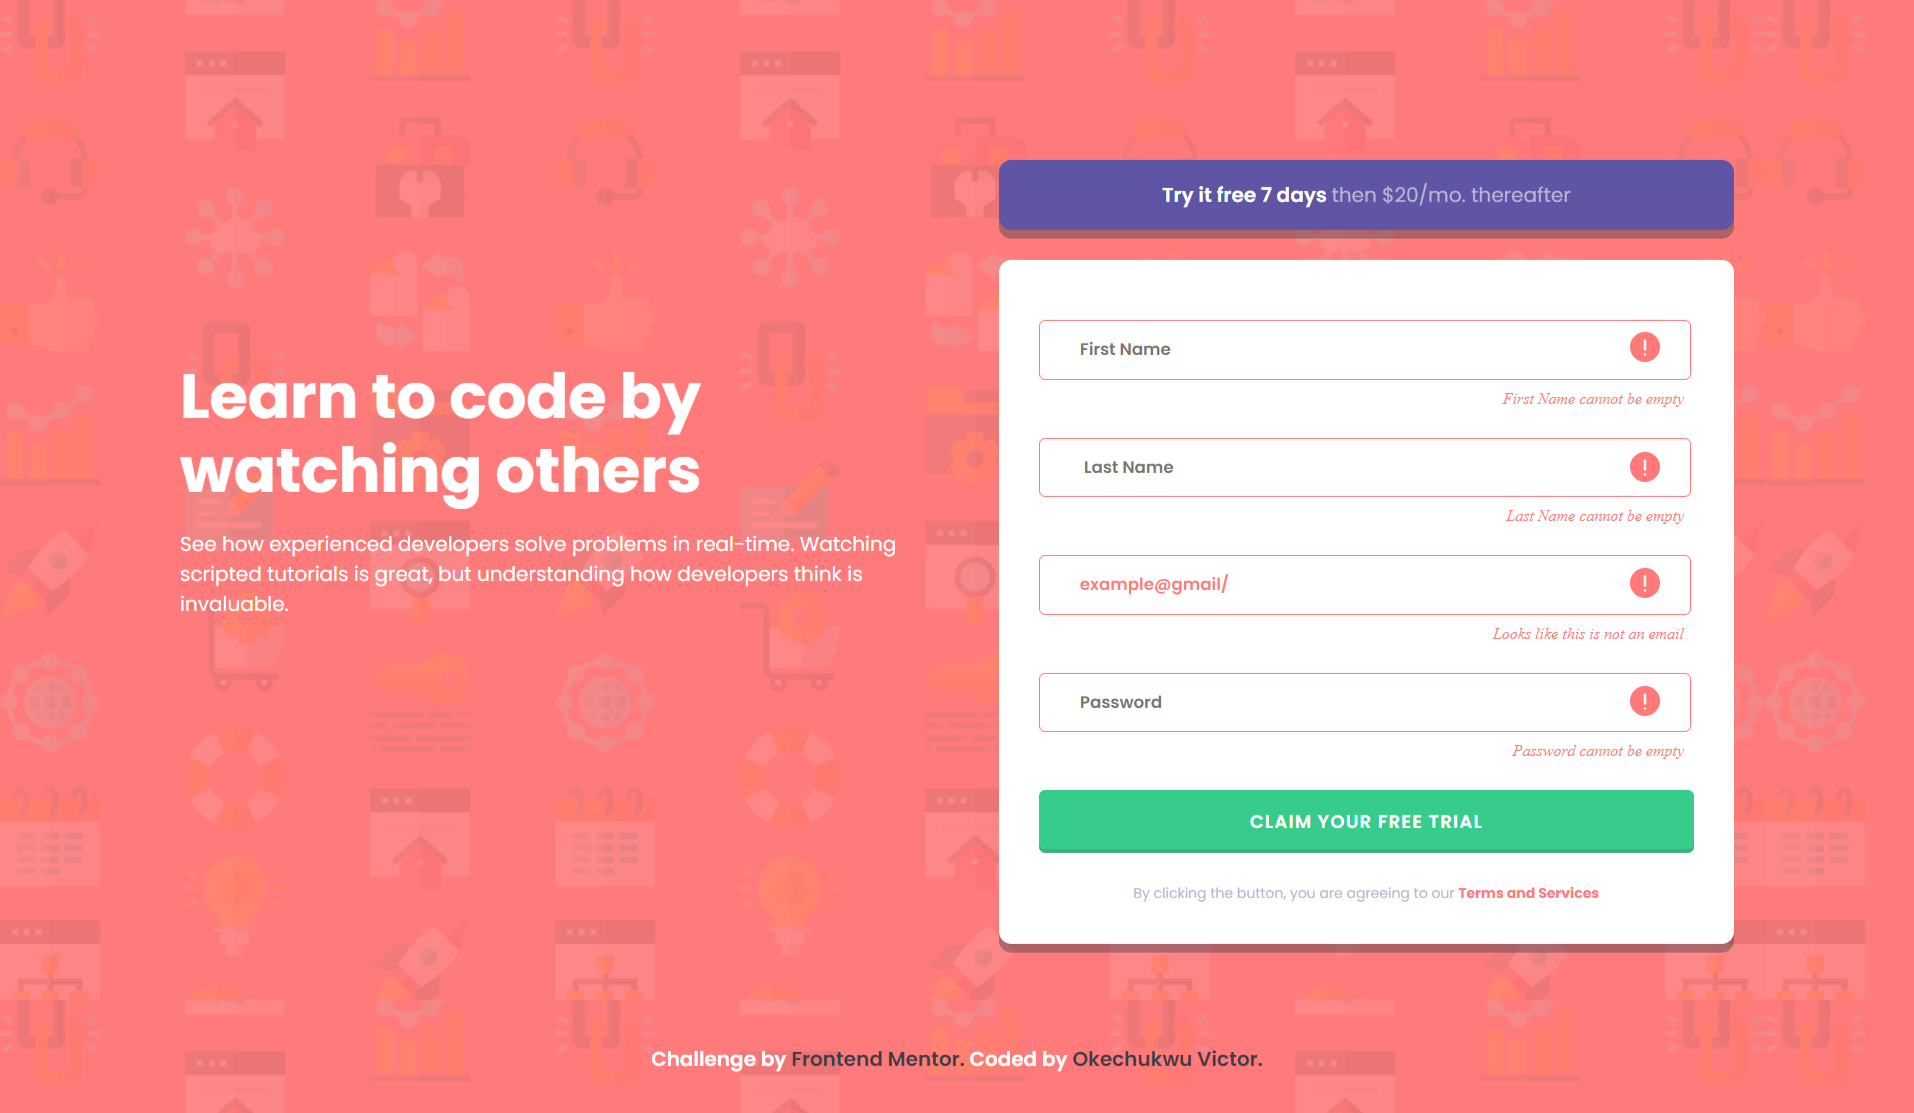 Learn to code by
watching others
See how experienced developers solve problems in real-time. Watching
scripted tutorials is great, but understanding how developers think is
invaluable.
Try it free 7 days then $20/mo. thereafter
First Name
First Name cannot be empty
Last Name
Last Name cannot be empty
example@gmail/
Looks like this is not an email
Password
Password cannot be empty
CLAIM YOUR FREE TRIAL
By clicking the button, you are agreeing to our Terms and Services
Challenge by Frontend Mentor. Coded by Okechukwu Victor.